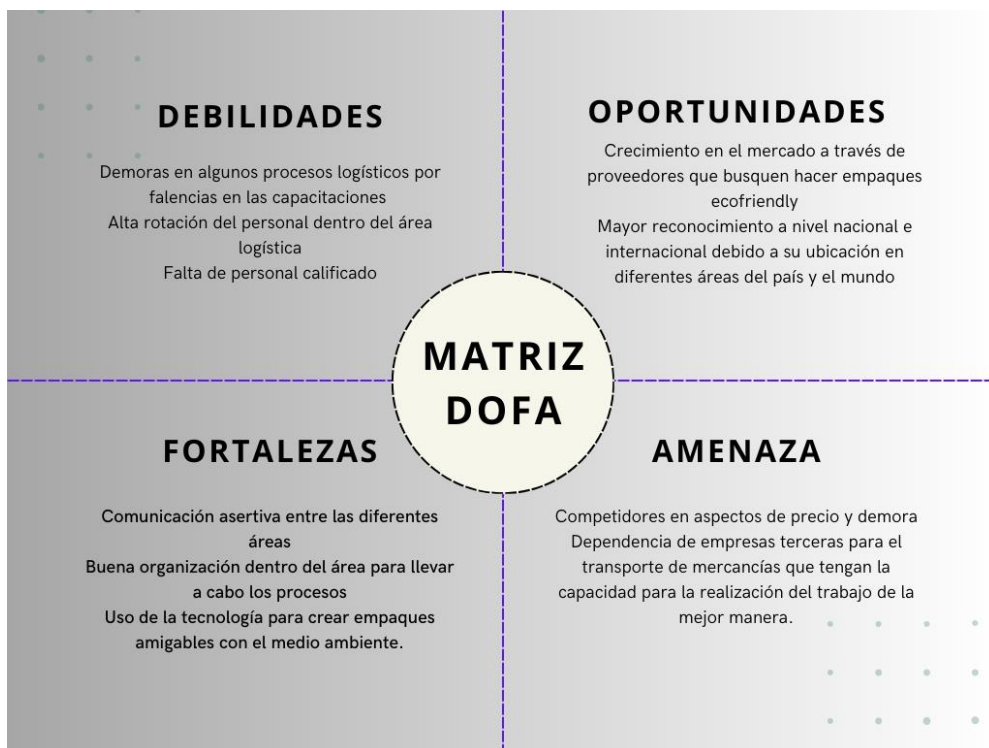 DEBILIDADES
Demoras en algunos procesos logísticos por
falencias en las capacitaciones
Alta rotación del personal dentro del área
logística
Falta de personal calificado
OPORTUNIDADES
Crecimiento en el mercado a través de
proveedores que busquen hacer empaques
ecofriendly
Mayor reconocimiento a nivel nacional e
internacional debido a su ubicación en
diferentes áreas del país y el mundo
MATRIZ
DOFA
FORTALEZAS
Comunicación asertiva entre las diferentes
áreas
Buena organización dentro del área para llevar
a cabo los procesos
Uso de la tecnología para crear empaques
amigables con el medio ambiente.
AMENAZA
Competidores en aspectos de precio y demora
Dependencia de empresas terceras para el
transporte de mercancías que tengan la
capacidad para la realización del trabajo de la
mejor manera.